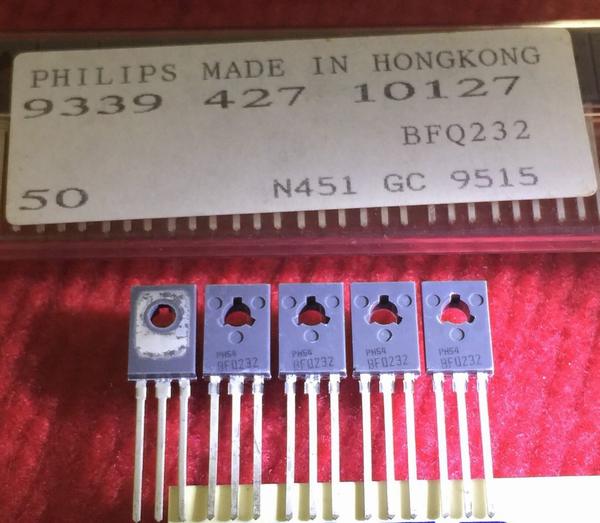 PHILIPS MADE IN HONGKONG
9339 427 10127
BFQ232
50 N451 GC 9515
PH54
BFQ232
PH54
BFQ232
PH54
BFQ232
PH54
BFQ232